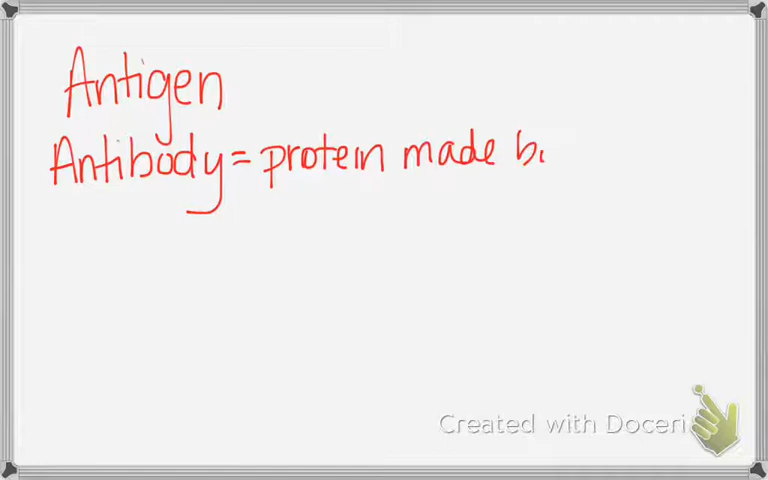 Antigen
Antibody = protein made
Created with Doceri